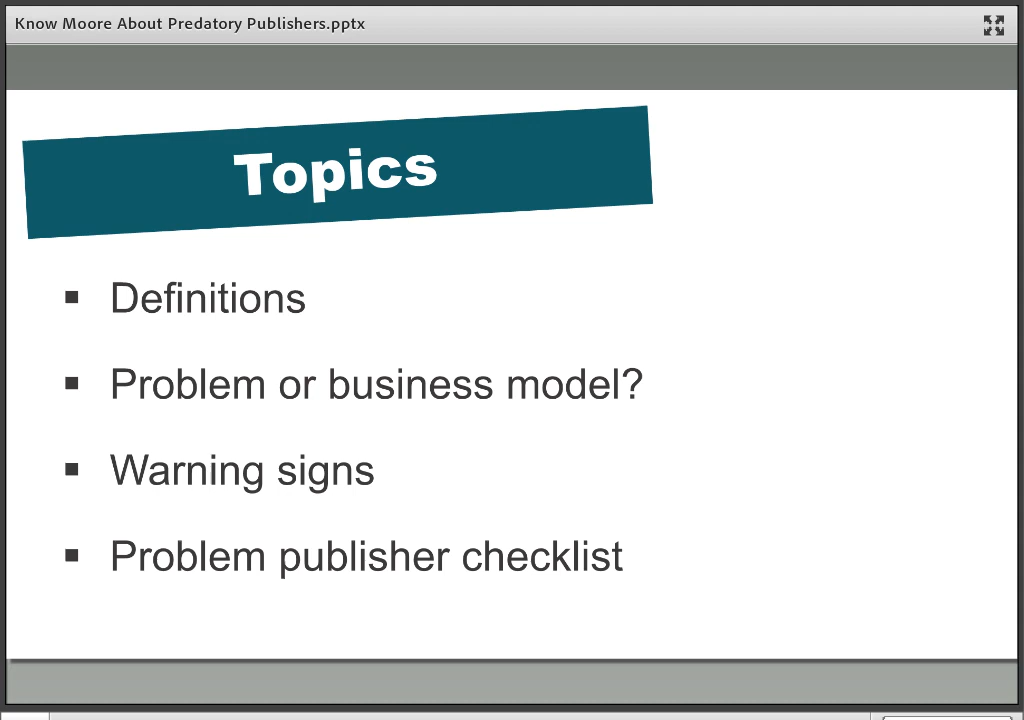 Know Moore About Predatory Publishers.pptx
Topics
▪ Definitions
▪ Problem or business model?
▪ Warning signs
▪ Problem publisher checklist